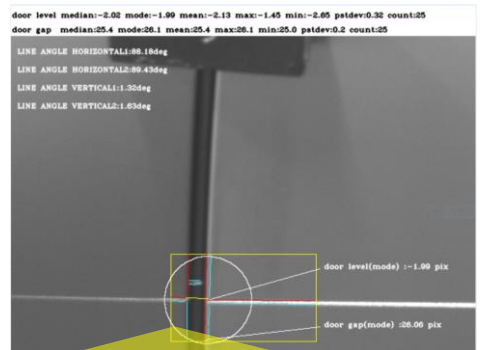 door level median:-2.02 mode:-1.99 mean:-2.13 max:-1.45 min:-2.85 pstdev:0.32 count:25
door gap median:25.4 mode:26.1 mean:25.4 max:26.1 min:25.0 pstdev:0.2 count:25
LINE ANGLE HORIZONTAL1:88.18deg
LINE ANGLE HORIZONTAL2:89.43deg
LINE ANGLE VERTICAL1:1.32deg
LINE ANGLE VERTICAL2:1.63deg
door level(mode) :-1.99 pix
door gap(mode) :26.06 pix